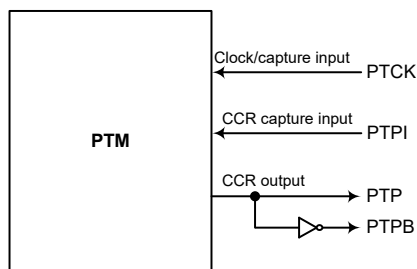 Clock/capture input
PTCK
CCR capture input
PTPI
PTM
CCR output
PTP
PTPB